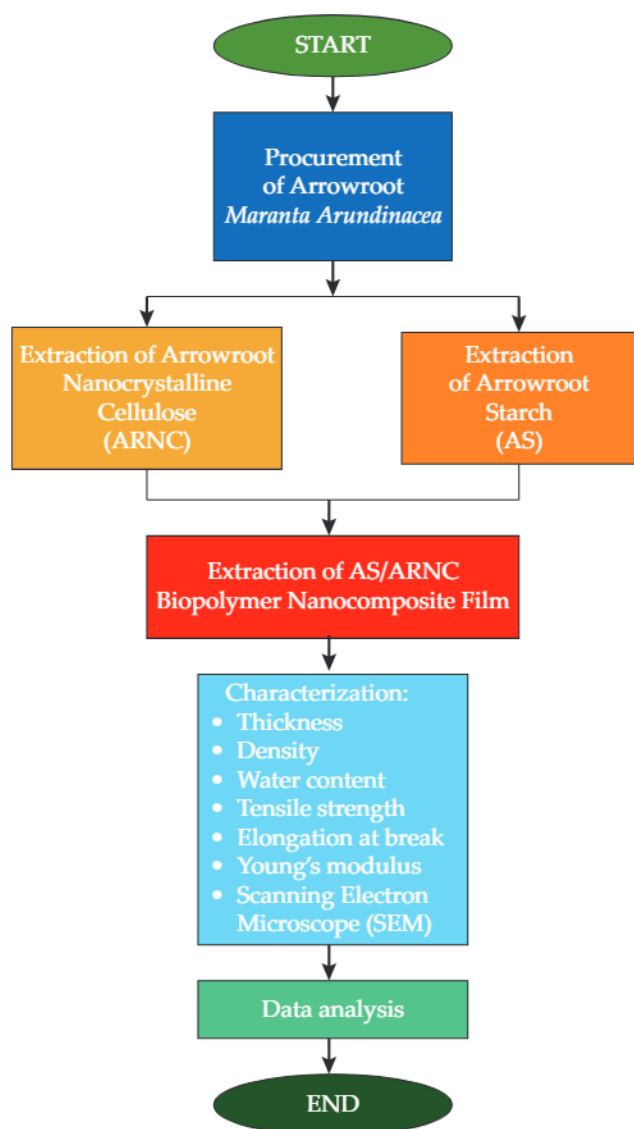 START
Procurement
of Arrowroot
Maranta Arundinacea
Extraction of Arrowroot
Nanocrystalline
Cellulose
(ARNC)
Extraction
of Arrowroot
Starch
(AS)
Extraction of AS/ARNC
Biopolymer Nanocomposite Film
Characterization:
• Thickness
• Density
• Water content
• Tensile strength
• Elongation at break
• Young's modulus
• Scanning Electron
Microscope (SEM)
Data analysis
END